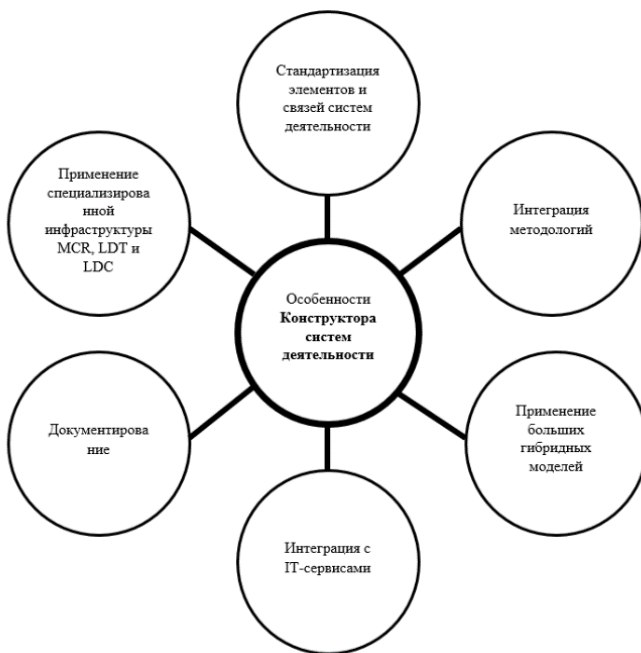 Стандартизация
элементов и
связей систем
деятельности
Применение
специализирова
нной
инфраструктуры
MCR, LDT и
LDC
Интеграция
методологий
Особенности
Конструктора
систем
деятельности
Документирова
ние
Применение
больших
гибридных
моделей
Интеграция с
IT-сервисами